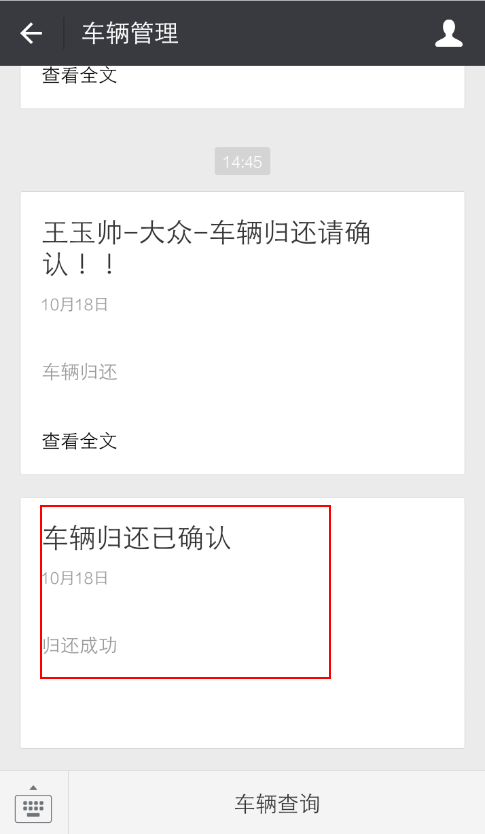 车辆管理
查看全文
14:45
王玉帅-大众-车辆归还请确
认！！
10月18日
车辆归还
查看全文
车辆归还已确认
10月18日
归还成功
车辆查询